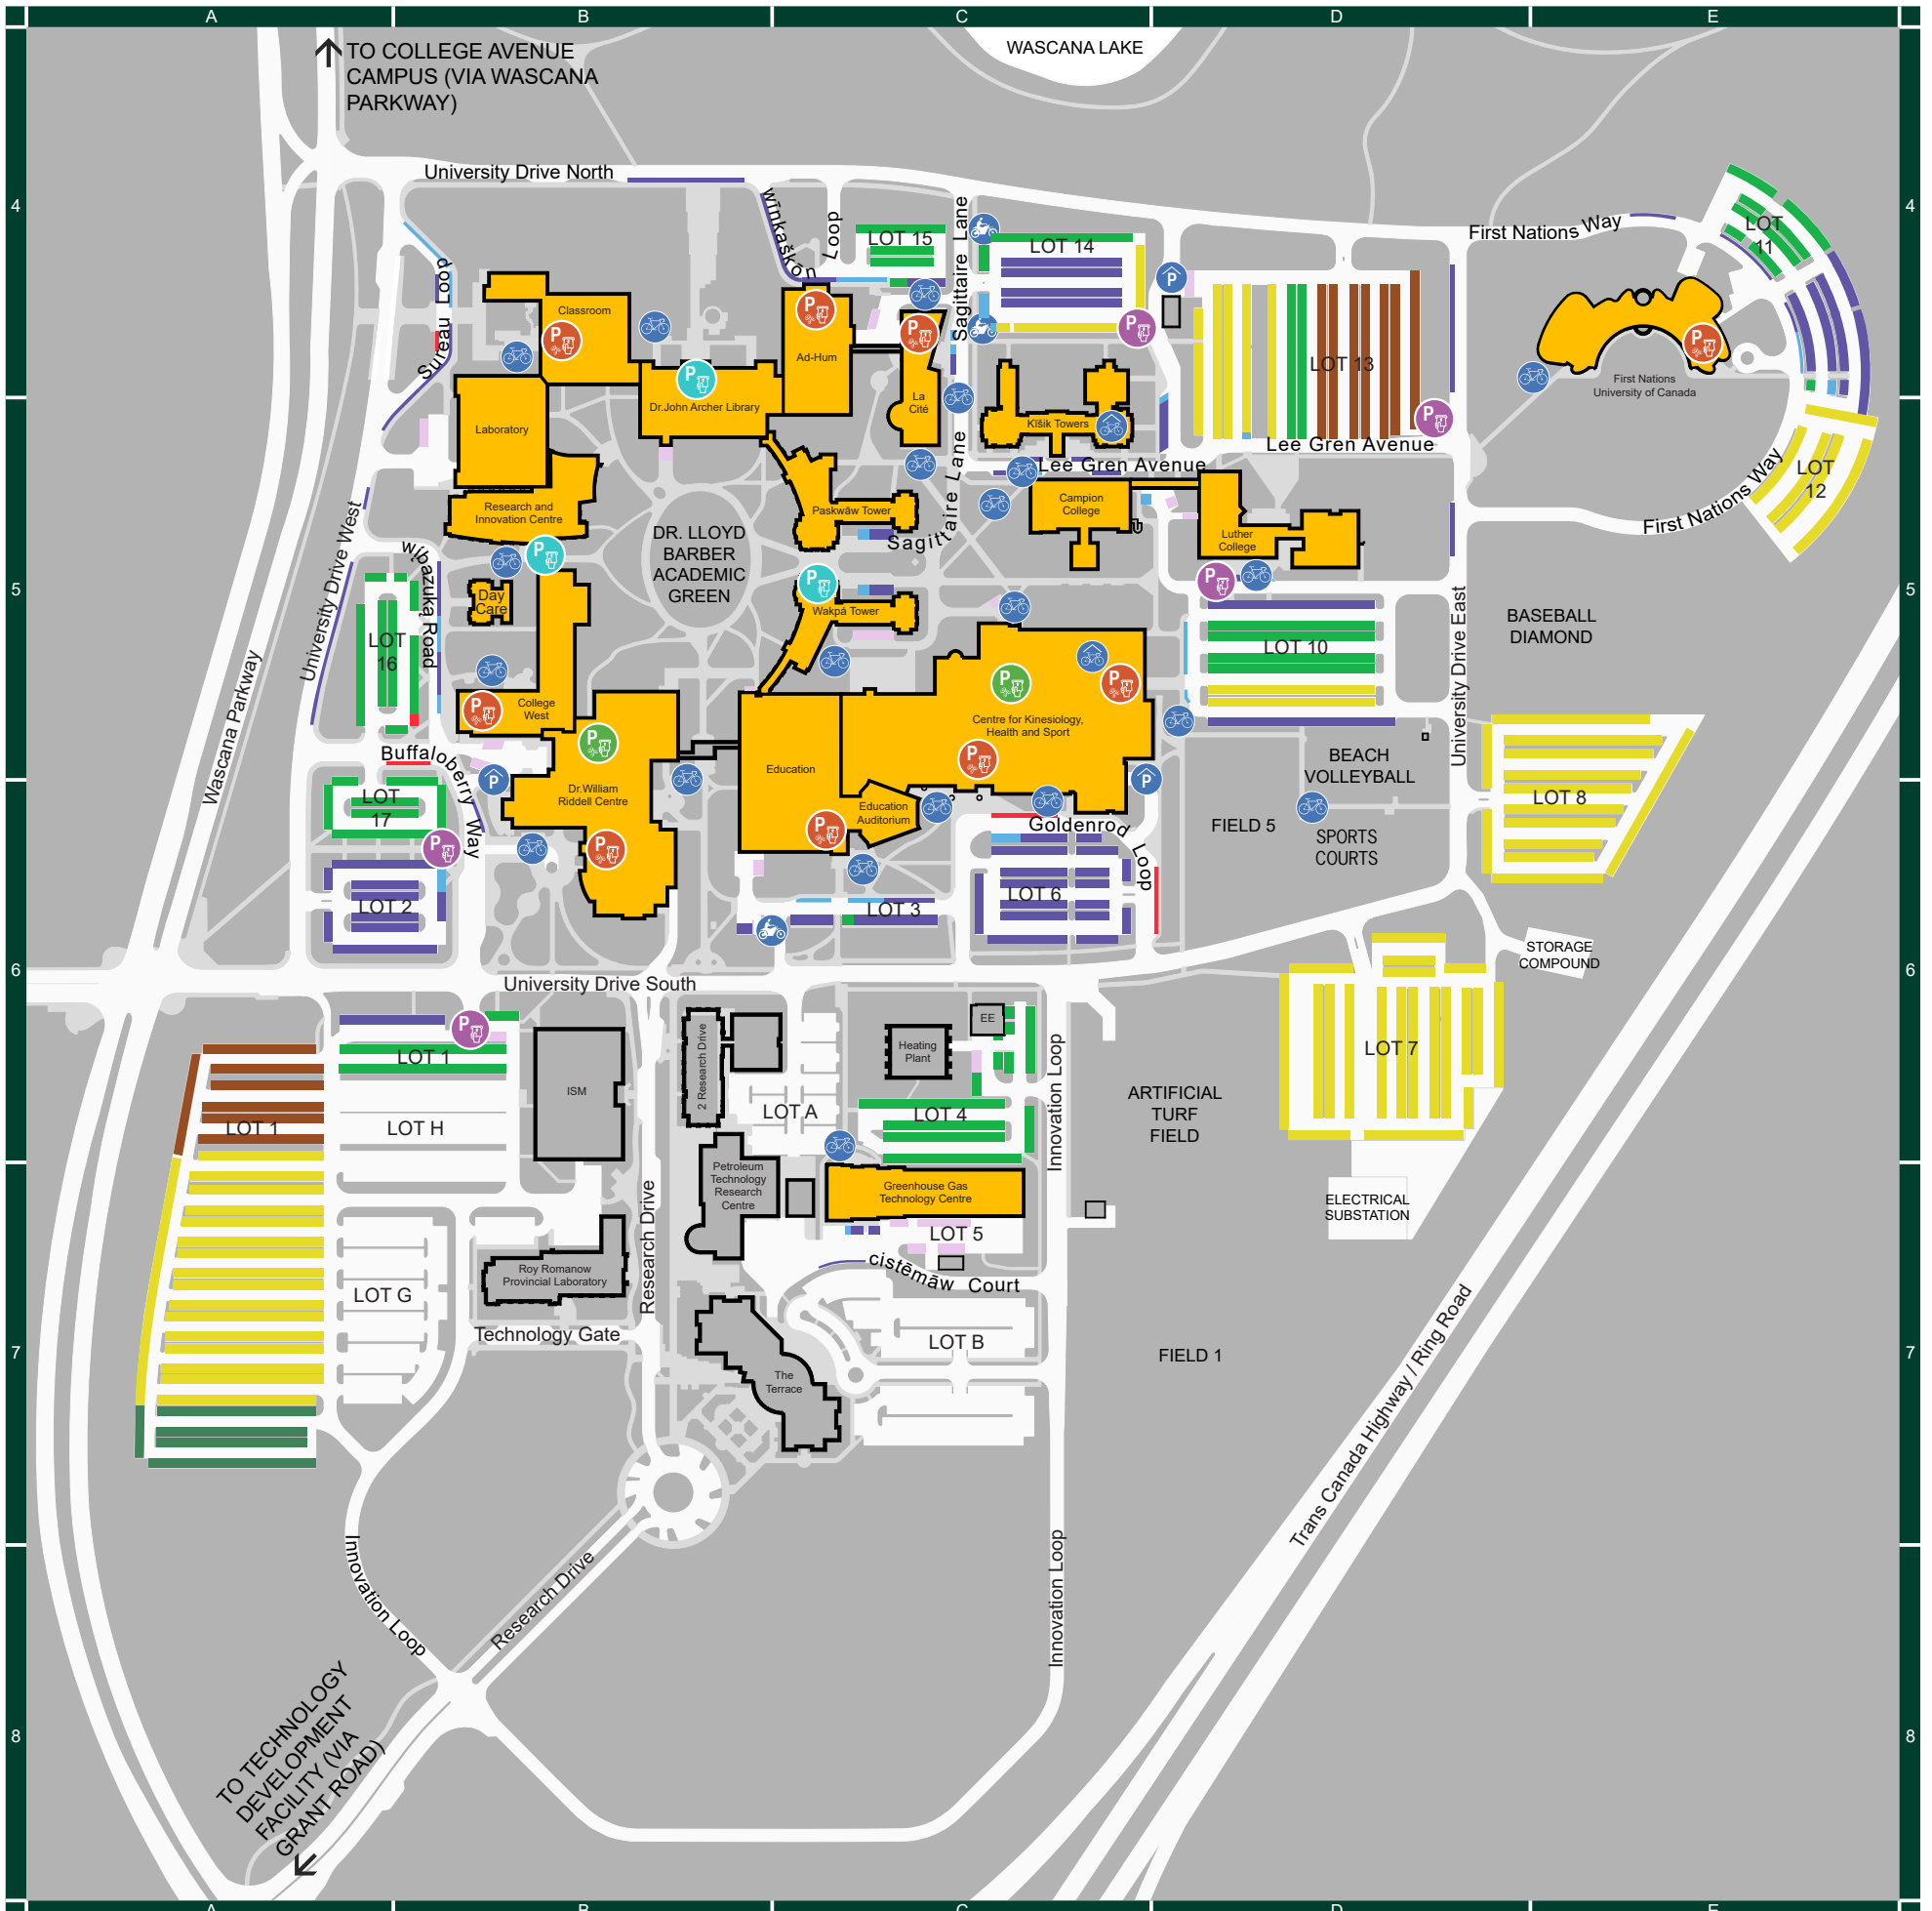 A
B
C
D
E
TO COLLEGE AVENUE
CAMPUS (VIA WASCANA
PARKWAY)
WASCANA LAKE
University Drive North
4
4
wīnkaškón
Loop
LOT 15
Sagittaire Lane
LOT 14
First Nations Way
LOT
11
Sureau Loop
Classroom
P
P
P
P
P
P
Ad-Hum
LOT 13
First Nations
University of Canada
P
Dr.John Archer Library
La
Cité
Kīšik Towers
P
Laboratory
Lee Gren Avenue
Lee Gren Avenue
LOT
12
First Nations Way
Research and
Innovation Centre
Paskwāw Tower
Sagittaire Lane
Campion
College
Luther
College
DR. LLOYD
BARBER
ACADEMIC
GREEN
University Drive West
wíbazuka Road
P
P
P
5
5
Day
Care
Wakpá Tower
University Drive East
BASEBALL
DIAMOND
LOT
16
LOT 10
Wascana Parkway
P
P
P
College
West
Centre for Kinesiology,
Health and Sport
P
P
Buffaloberry Way
BEACH
VOLLEYBALL
Education
P
P
Dr.William
Riddell Centre
LOT
17
Education
Auditorium
LOT 8
Goldenrod Loop
FIELD 5
SPORTS
COURTS
P
P
P
LOT 2
LOT 3
LOT 6
STORAGE
COMPOUND
6
6
University Drive South
P
EE
LOT 1
2 Research Drive
Heating
Plant
Innovation Loop
LOT 7
ISM
LOT A
LOT 4
ARTIFICIAL
TURF
FIELD
LOT 1
LOT H
Petroleum
Technology
Research
Centre
Greenhouse Gas
Technology Centre
ELECTRICAL
SUBSTATION
Research Drive
LOT 5
cistēmāw Court
Roy Romanow
Provincial Laboratory
LOT G
Technology Gate
LOT B
7
7
FIELD 1
The
Terrace
Trans Canada Highway / Ring Road
Innovation Loop
Research Drive
Innovation Loop
TO TECHNOLOGY
DEVELOPMENT
FACILITY (VIA
GRANT ROAD)
8
8
A
B
C
D
E